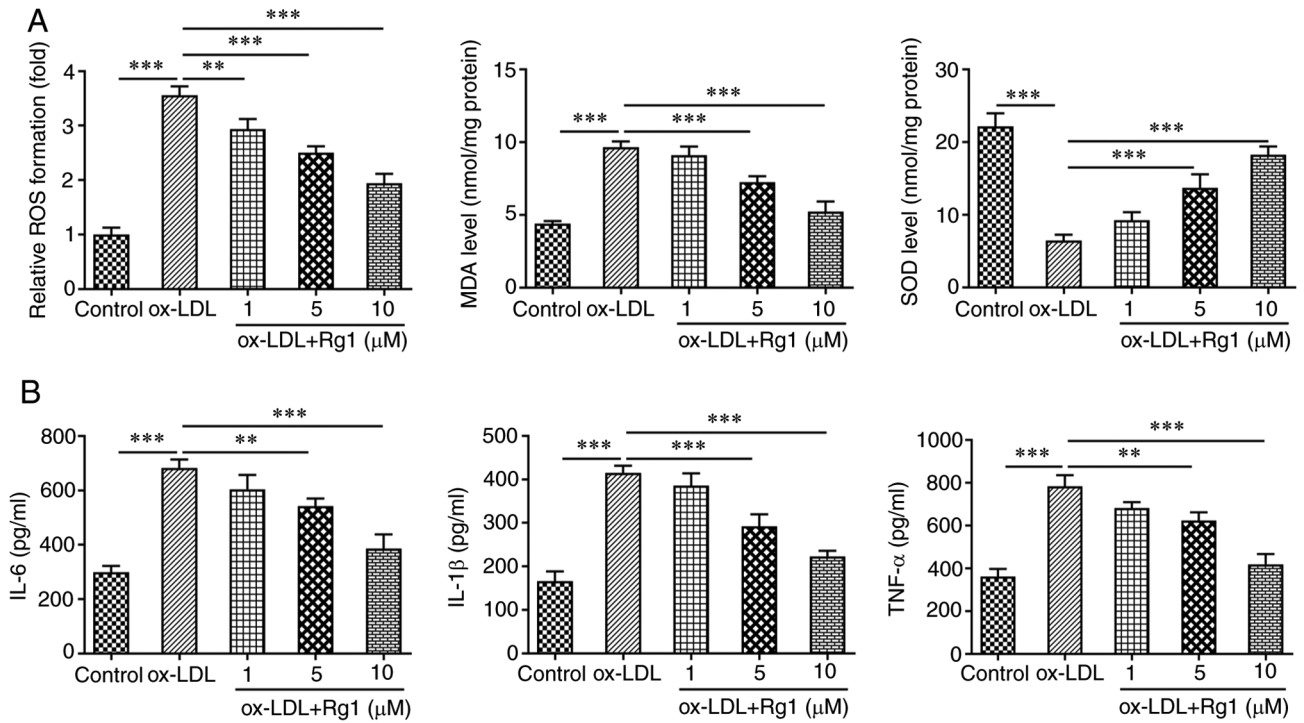 A
Relative ROS formation (fold)
4
3
2
1
0
***
**
***
***
Control ox-LDL 1 5 10
ox-LDL+Rg1 (μM)
MDA level (nmol/mg protein)
15
10
5
0
***
***
***
Control ox-LDL 1 5 10
ox-LDL+Rg1 (μM)
SOD level (nmol/mg protein)
30
20
10
0
***
***
***
Control ox-LDL 1 5 10
ox-LDL+Rg1 (μM)
B
IL-6 (pg/ml)
800
600
400
200
0
***
**
***
Control ox-LDL 1 5 10
ox-LDL+Rg1 (μM)
IL-1β (pg/ml)
500
400
300
200
100
0
***
***
***
Control ox-LDL 1 5 10
ox-LDL+Rg1 (μM)
TNF-α (pg/ml)
1000
800
600
400
200
0
***
**
***
Control ox-LDL 1 5 10
ox-LDL+Rg1 (μM)